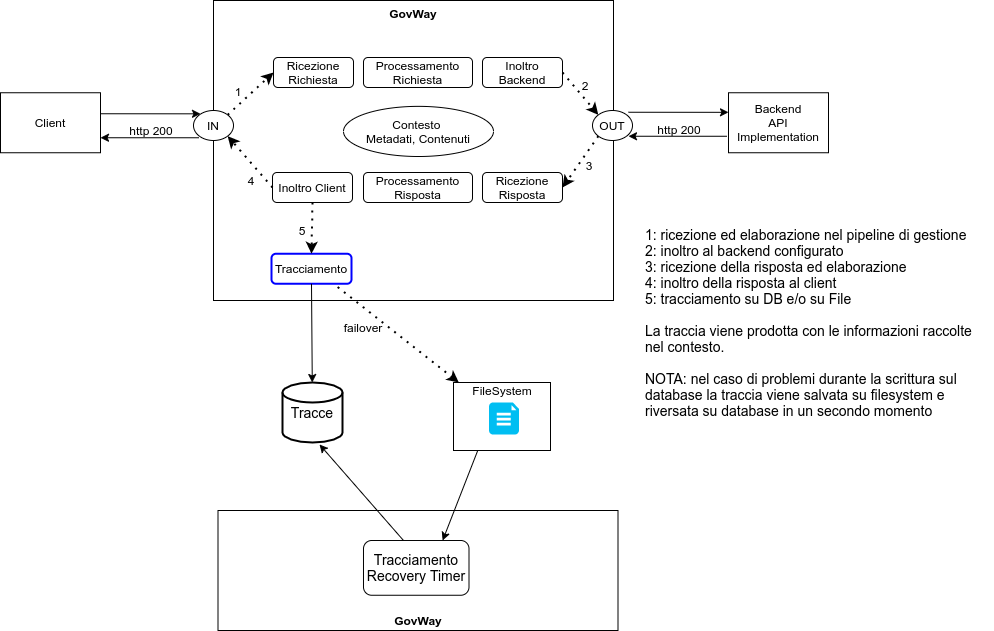 GovWay
Ricezione
Richiesta
Processamento
Richiesta
Inoltro
Backend
1
2
Client
http 200
IN
Contesto
Metadati, Contenuti
OUT
http 200
Backend
API
Implementation
4
3
Inoltro Client
Processamento
Risposta
Ricezione
Risposta
5
Tracciamento
failover
1: ricezione ed elaborazione nel pipeline di gestione
2: inoltro al backend configurato
3: ricezione della risposta ed elaborazione
4: inoltro della risposta al client
5: tracciamento su DB e/o su File
La traccia viene prodotta con le informazioni raccolte
nel contesto.
NOTA: nel caso di problemi durante la scrittura sul
database la traccia viene salvata su filesystem e
riversata su database in un secondo momento
Tracce
FileSystem
Tracciamento
Recovery Timer
GovWay